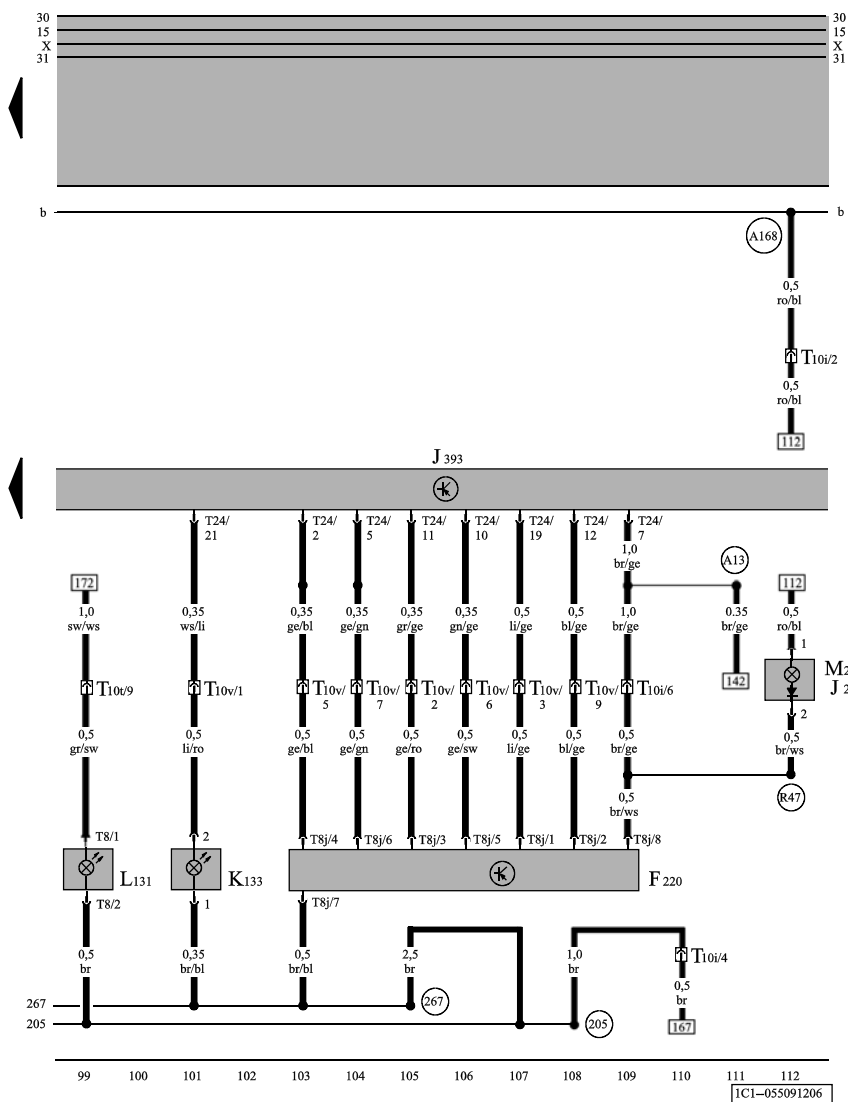 30 30
15 15
X X
31 31
b b
A168
0,5
ro/bl
T10i/2
0,5
ro/bl
112
J 393
T24/ T24/ T24/ T24/ T24/ T24/ T24/ T24/
21 2 5 11 10 19 12 7
1,0
br/ge
A13
172 112
1,0 0,35 0,35 0,35 0,35 0,35 0,5 0,5 1,0 0.35 0,5
sw/ws ws/li ge/bl ge/gn gr/ge gn/ge li/ge bl/ge br/ge br/ge ro/bl
1
M2
J 2
T10t/9 T10v/1 T10v/ T10v/ T10v/ T10v/ T10v/ T10v/ T10i/6 142
5 7 2 6 3 9
2
0,5 0,5 0,5 0,5 0,5 0,5 0,5 0,5 0,5 0,5
gr/sw li/ro ge/bl ge/gn ge/ro ge/sw li/ge bl/ge br/ge br/ws
R47
0,5
br/ws
T8/1 2 T8j/4 T8j/6 T8j/3 T8j/5 T8j/1 T8j/2 T8j/8
L131 K133 F220
T8/2 1 T8j/7
0,5 0,35 0,5 2,5 1,0 T10i/4
br br/bl br/bl br br
0,5
br
267 267
205 205 167
99 100 101 102 103 104 105 106 107 108 109 110 111 112
1C1--055091206